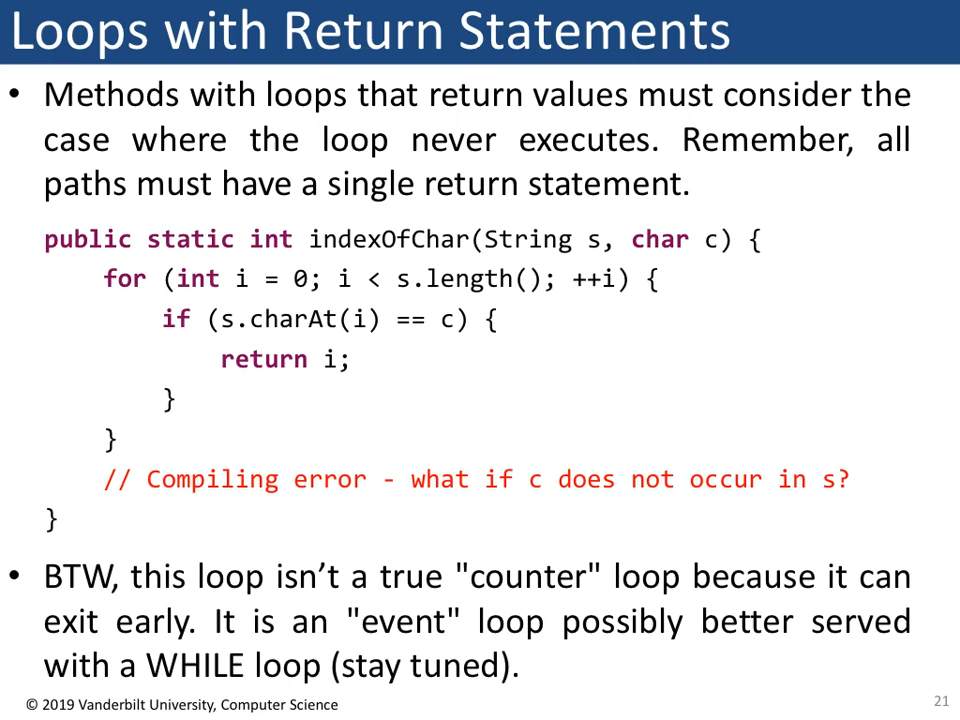 Loops with Return Statements
• Methods with loops that return values must consider the
case where the loop never executes. Remember, all
paths must have a single return statement.
public static int indexOfChar(String s, char c) {
    for (int i = 0; i < s.length(); ++i) {
        if (s.charAt(i) == c) {
            return i;
        }
    }
    // Compiling error - what if c does not occur in s?
}
• BTW, this loop isn’t a true "counter" loop because it can
exit early. It is an "event" loop possibly better served
with a WHILE loop (stay tuned).
© 2019 Vanderbilt University, Computer Science
21